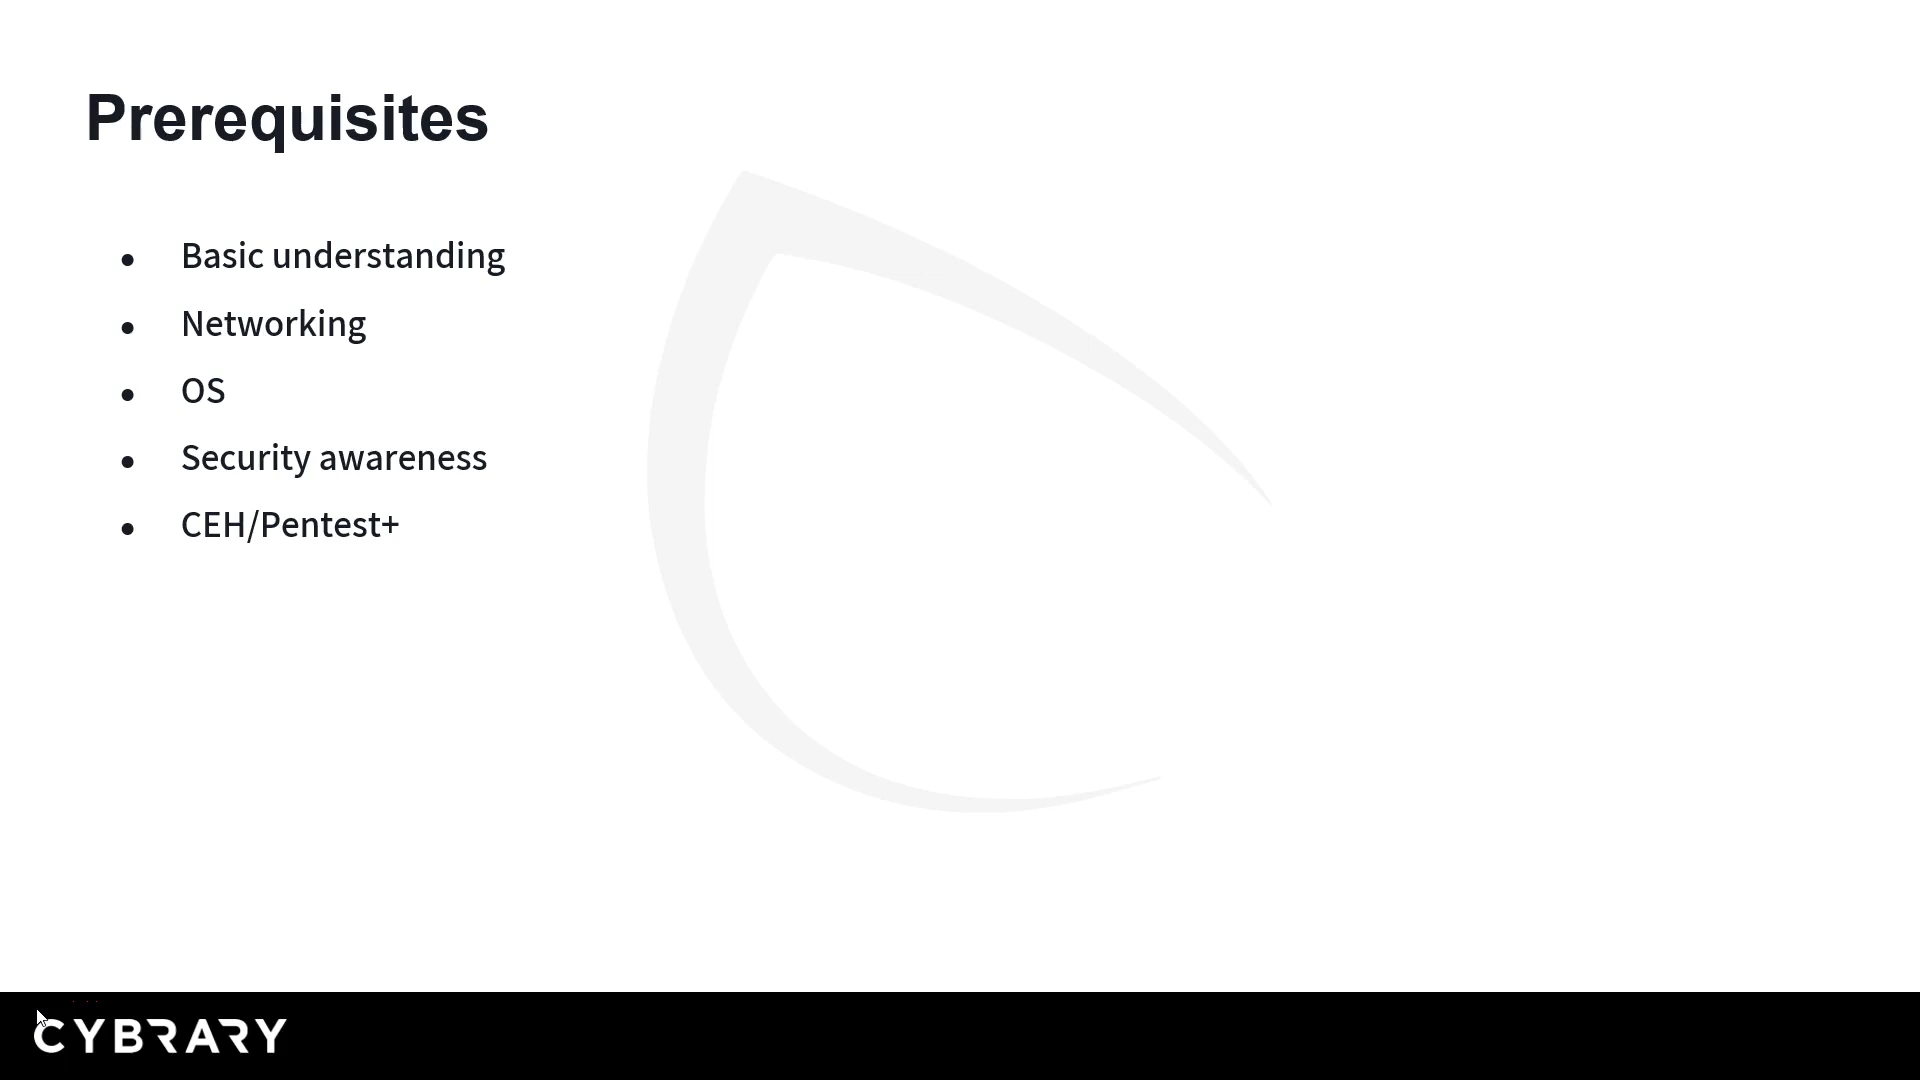 Prerequisites
● Basic understanding
● Networking
● OS
● Security awareness
● CEH/Pentest+
CYBRARY